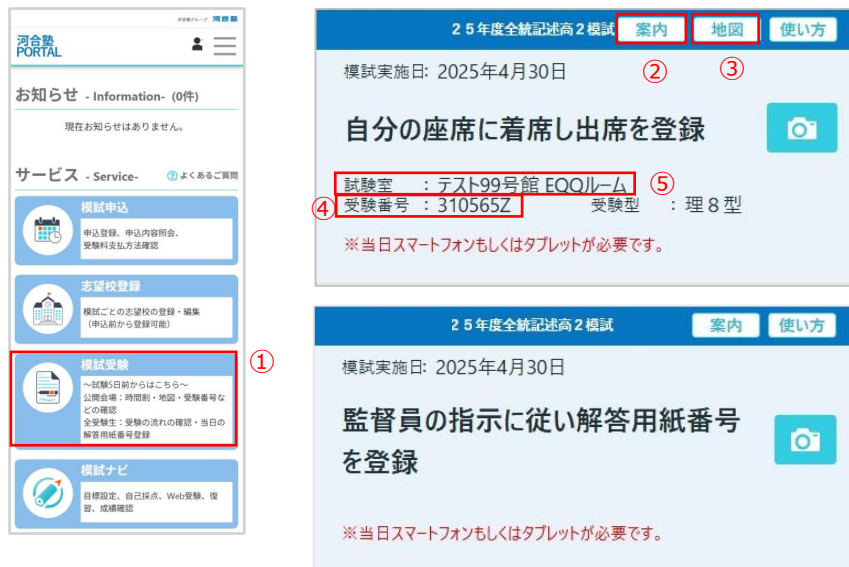 河合塾グループ 河合塾
河合塾
PORTAL
お知らせ - Information- (0件)
現在お知らせはありません。
サービス - Service- ? よくあるご質問
模試申込
申込登録、申込内容照会、
受験料支払方法確認
志望校登録
模試ごとの志望校の登録・編集
(申込前から登録可能)
①
模試受験
~試験5日前からはこちら~
公開会場:時間割・地図・受験番号な
どの確認
全受験生:受験の流れの確認・当日の
解答用紙番号登録
模試ナビ
目標設定、自己採点、Web受験、復
習、成績確認
25年度全統記述高2模試 案内 地図 使い方
② ③
模試実施日: 2025年4月30日
自分の座席に着席し出席を登録
試験室 : テスト99号館 EQQルーム ⑤
④ 受験番号 : 310565Z 受験型 : 理8型
※当日スマートフォンもしくはタブレットが必要です。
25年度全統記述高2模試 案内 使い方
模試実施日: 2025年4月30日
監督員の指示に従い解答用紙番号
を登録
※当日スマートフォンもしくはタブレットが必要です。